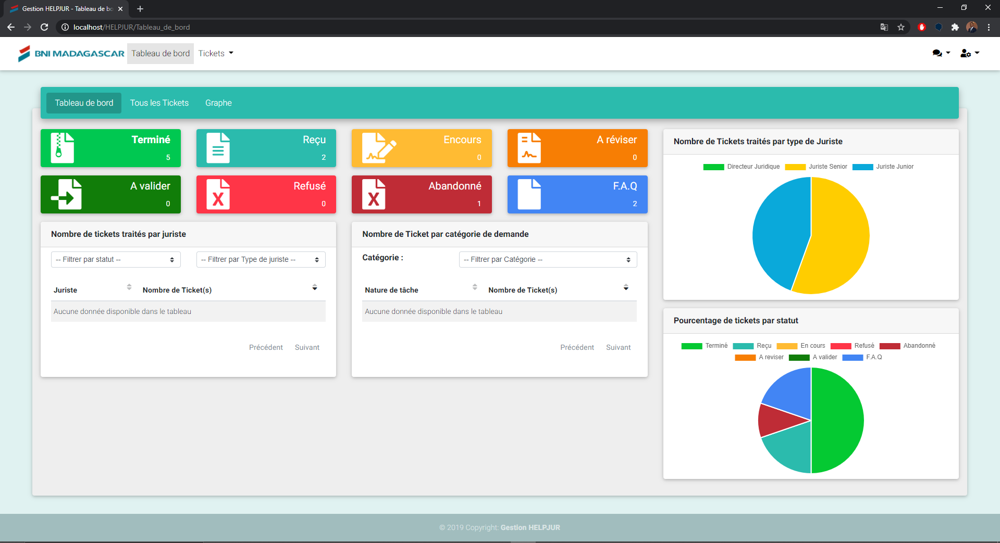 Gestion HELPJUR - Tableau de bo
localhost/HELPJUR/Tableau_de_bord
BNI MADAGASCAR
Tableau de bord
Tickets
Tableau de bord
Tous les Tickets
Graphe
Terminé
5
Reçu
2
Encours
0
A réviser
0
A valider
0
Refusé
0
Abandonné
1
F.A.Q
2
Nombre de tickets traités par juriste
-- Filtrer par statut --
-- Filtrer par Type de juriste --
Juriste
Nombre de Ticket(s)
Aucune donnée disponible dans le tableau
Précédent
Suivant
Nombre de Ticket par catégorie de demande
Catégorie :
-- Filtrer par Catégorie --
Nature de tâche
Nombre de Ticket(s)
Aucune donnée disponible dans le tableau
Précédent
Suivant
Nombre de Tickets traités par type de Juriste
Directeur Juridique
Juriste Senior
Juriste Junior
Pourcentage de tickets par statut
Terminé
Reçu
En cours
Refusé
Abandonné
A reviser
A valider
F.A.Q
© 2019 Copyright: Gestion HELPJUR